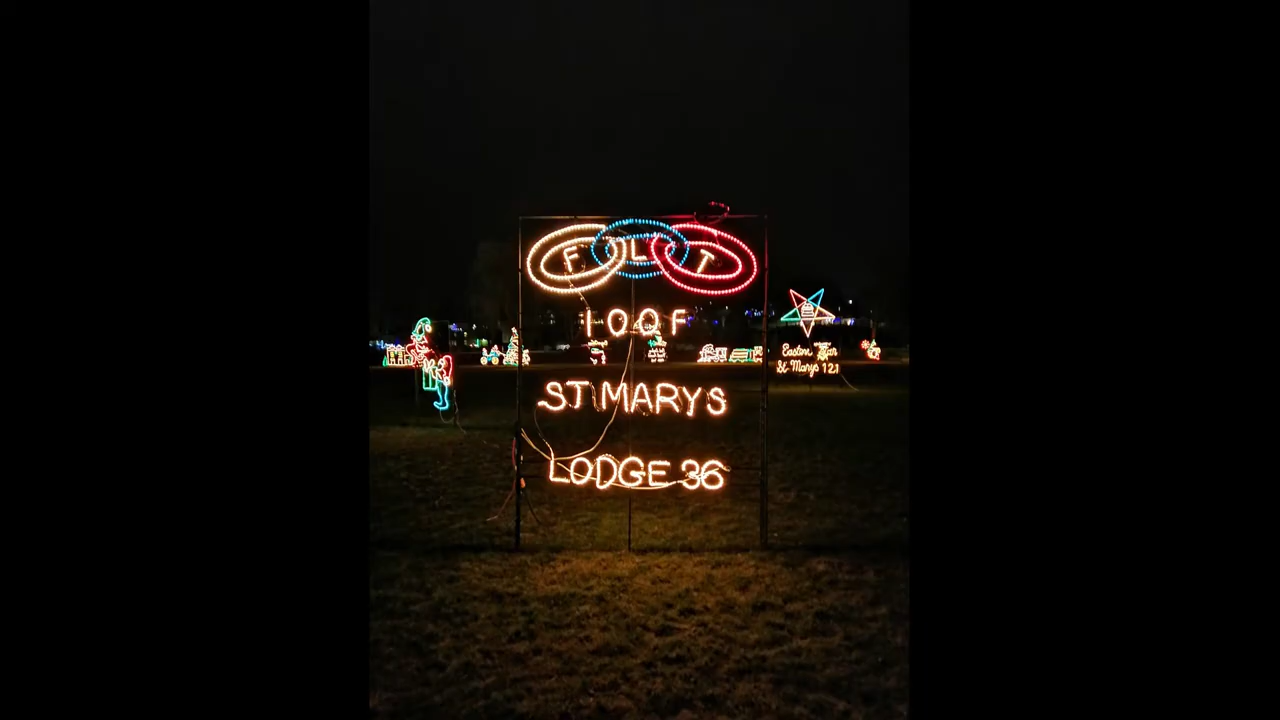 F L T
IOOF
ST MARYS
LODGE 36
Eastern Star
St Marys 121